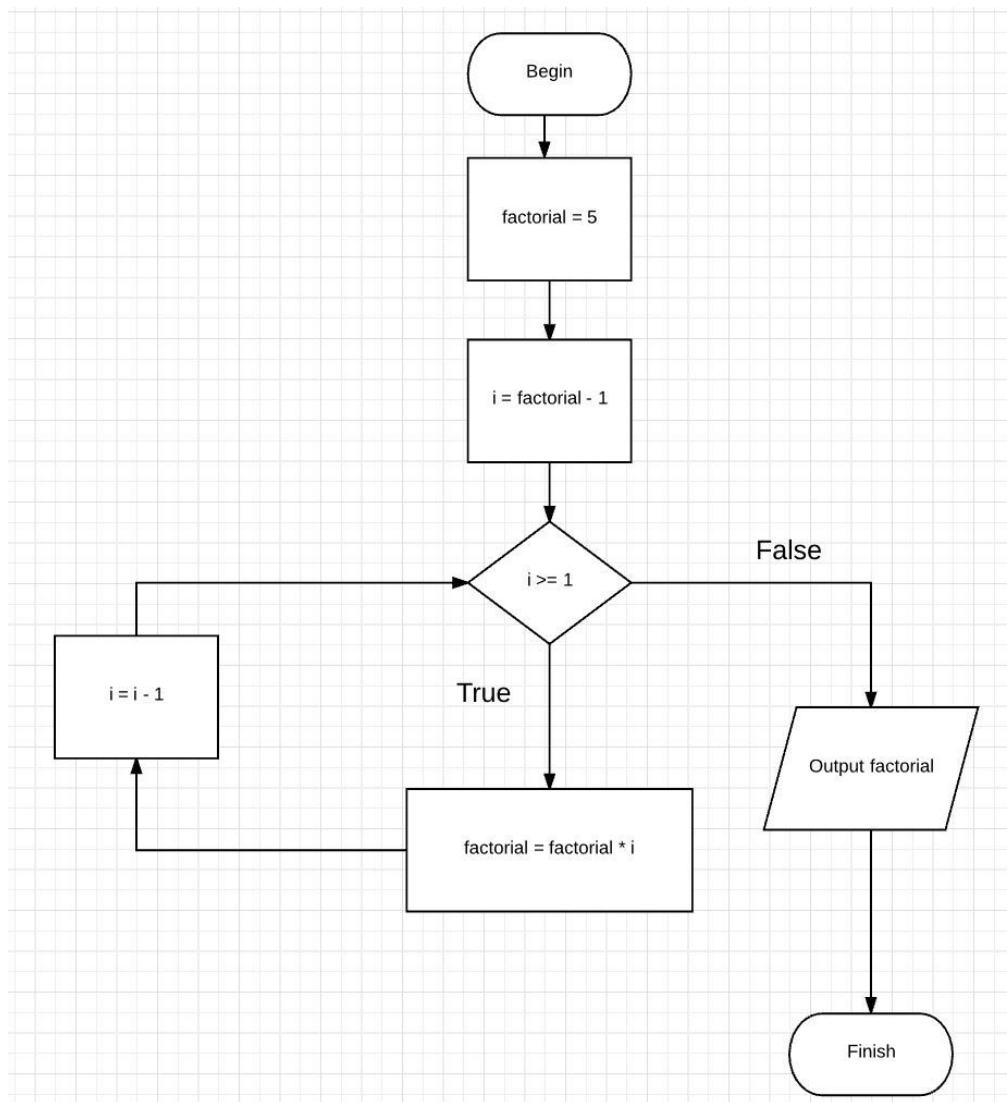 Begin
factorial = 5
i = factorial - 1
i >= 1
False
True
i = i - 1
Output factorial
factorial = factorial * i
Finish